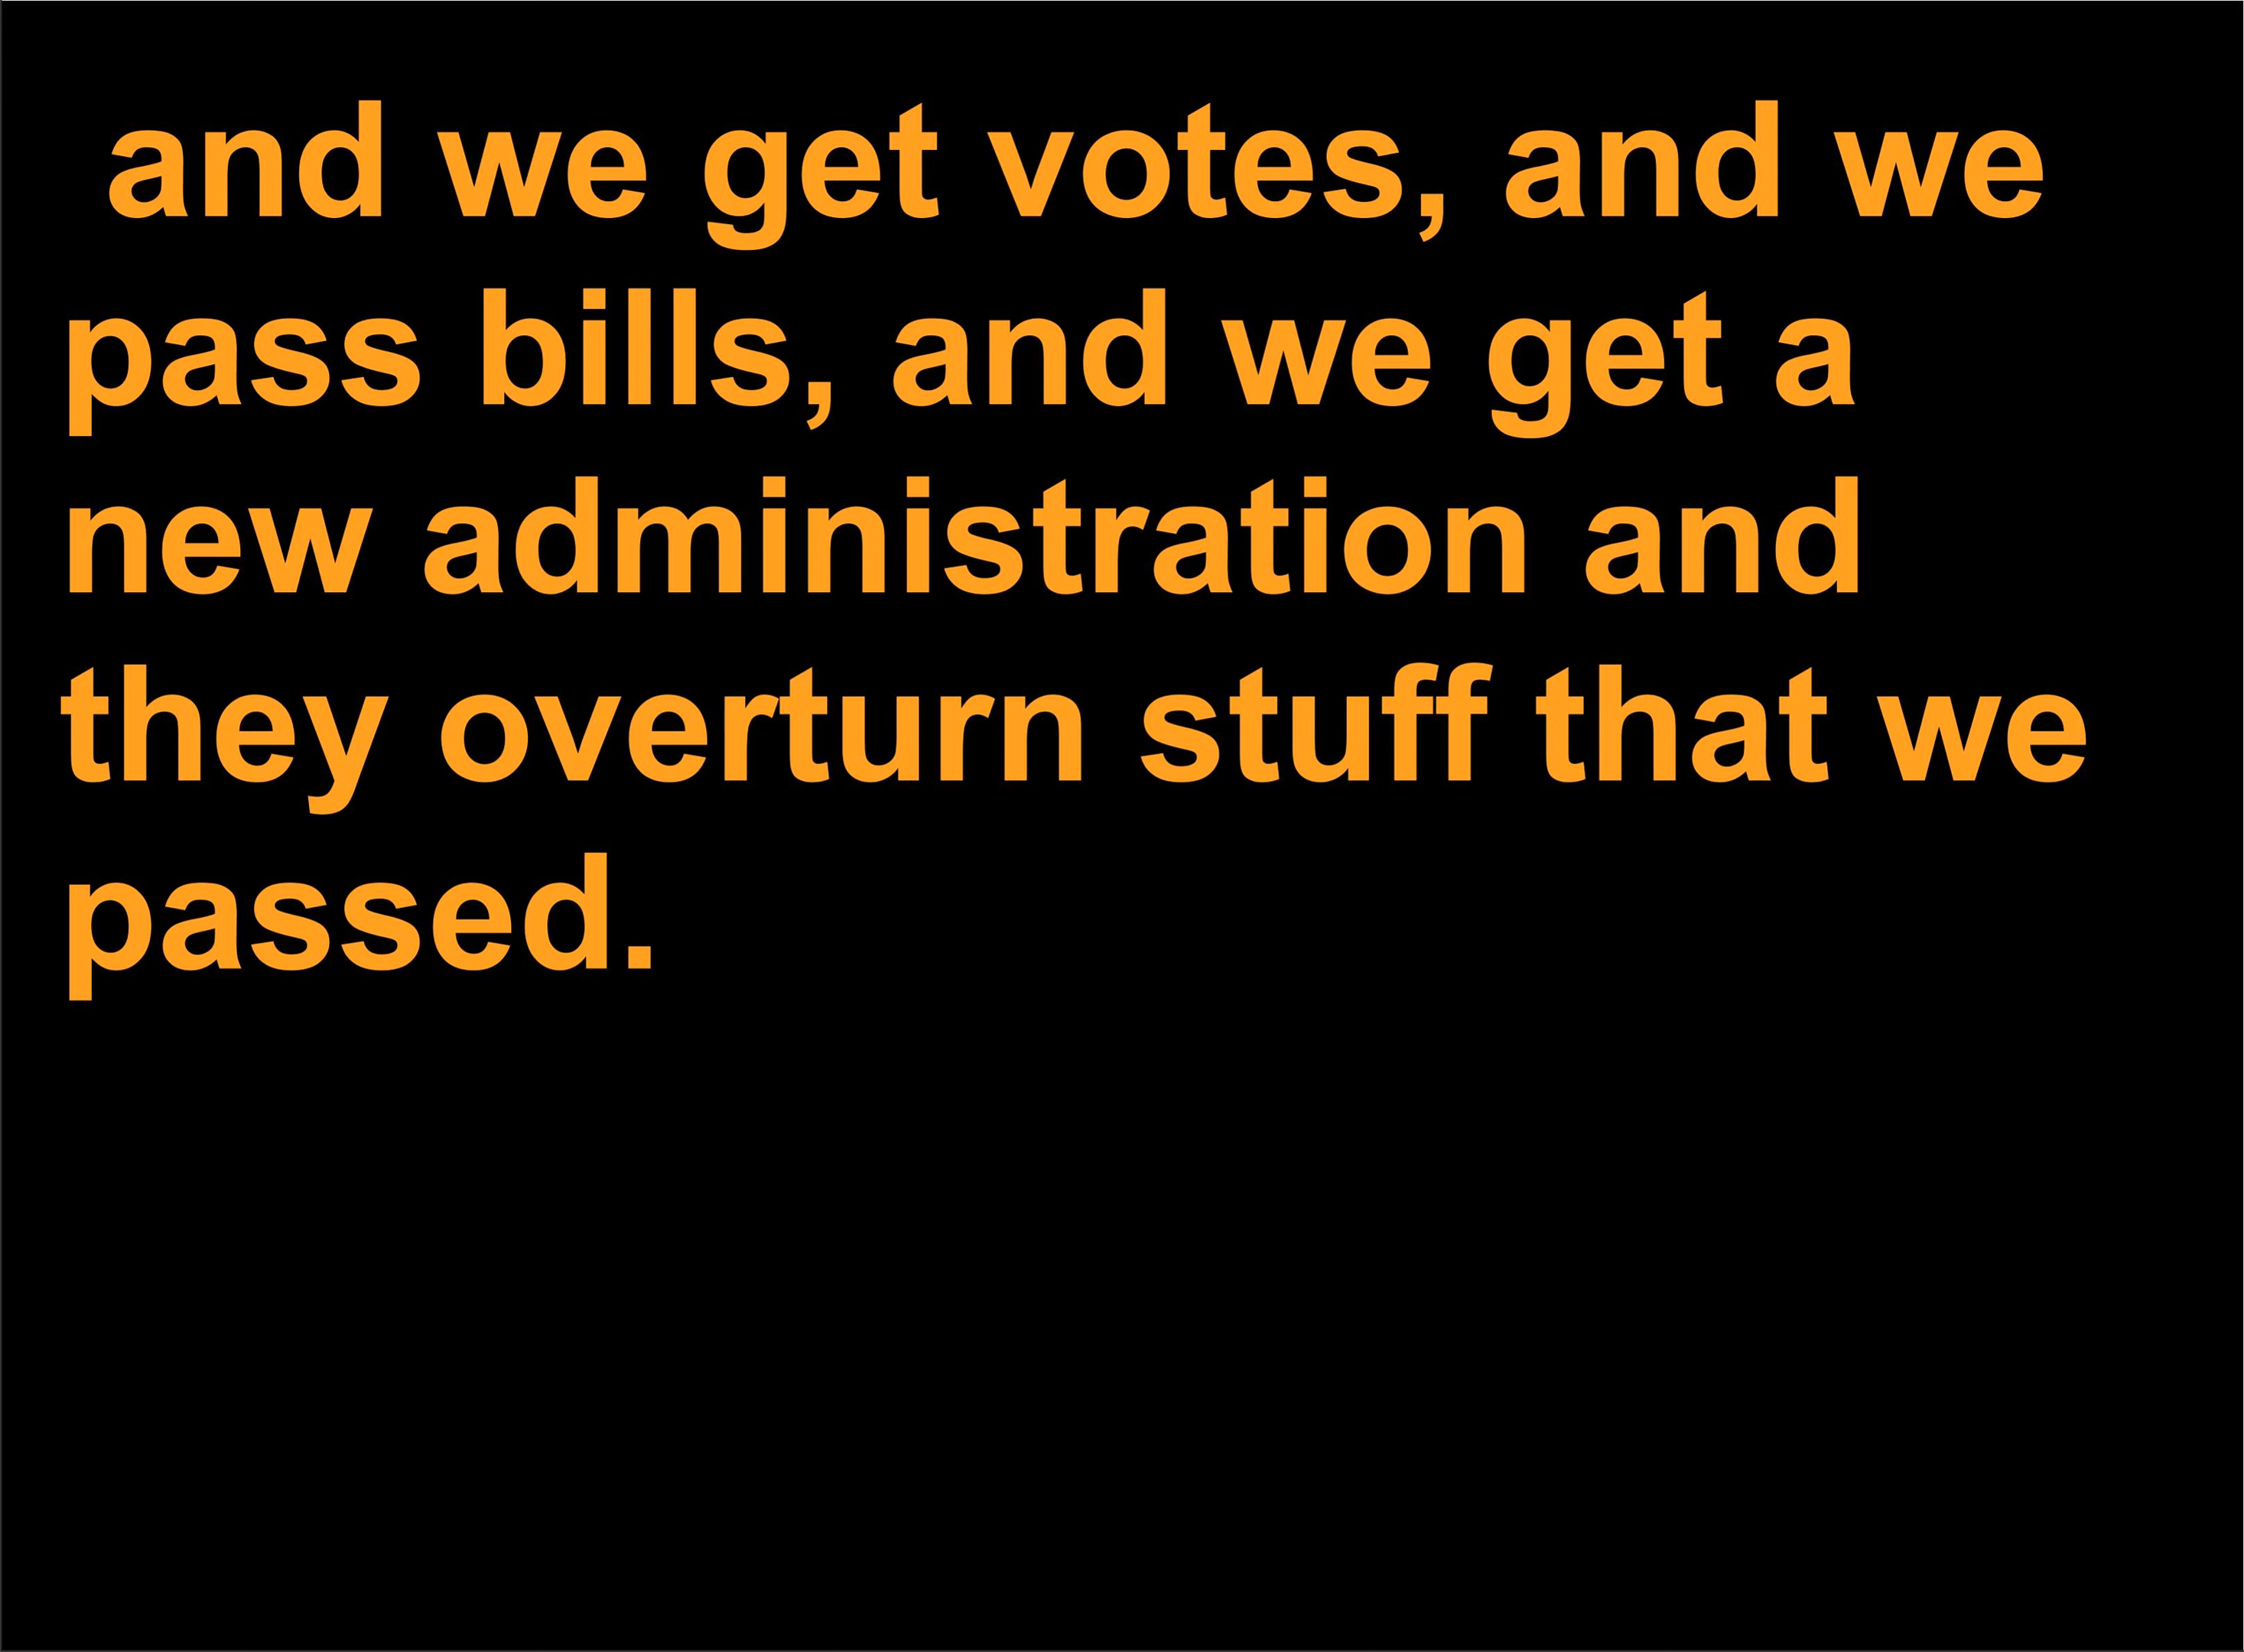 and we get votes, and we
pass bills, and we get a
new administration and
they overturn stuff that we
passed.